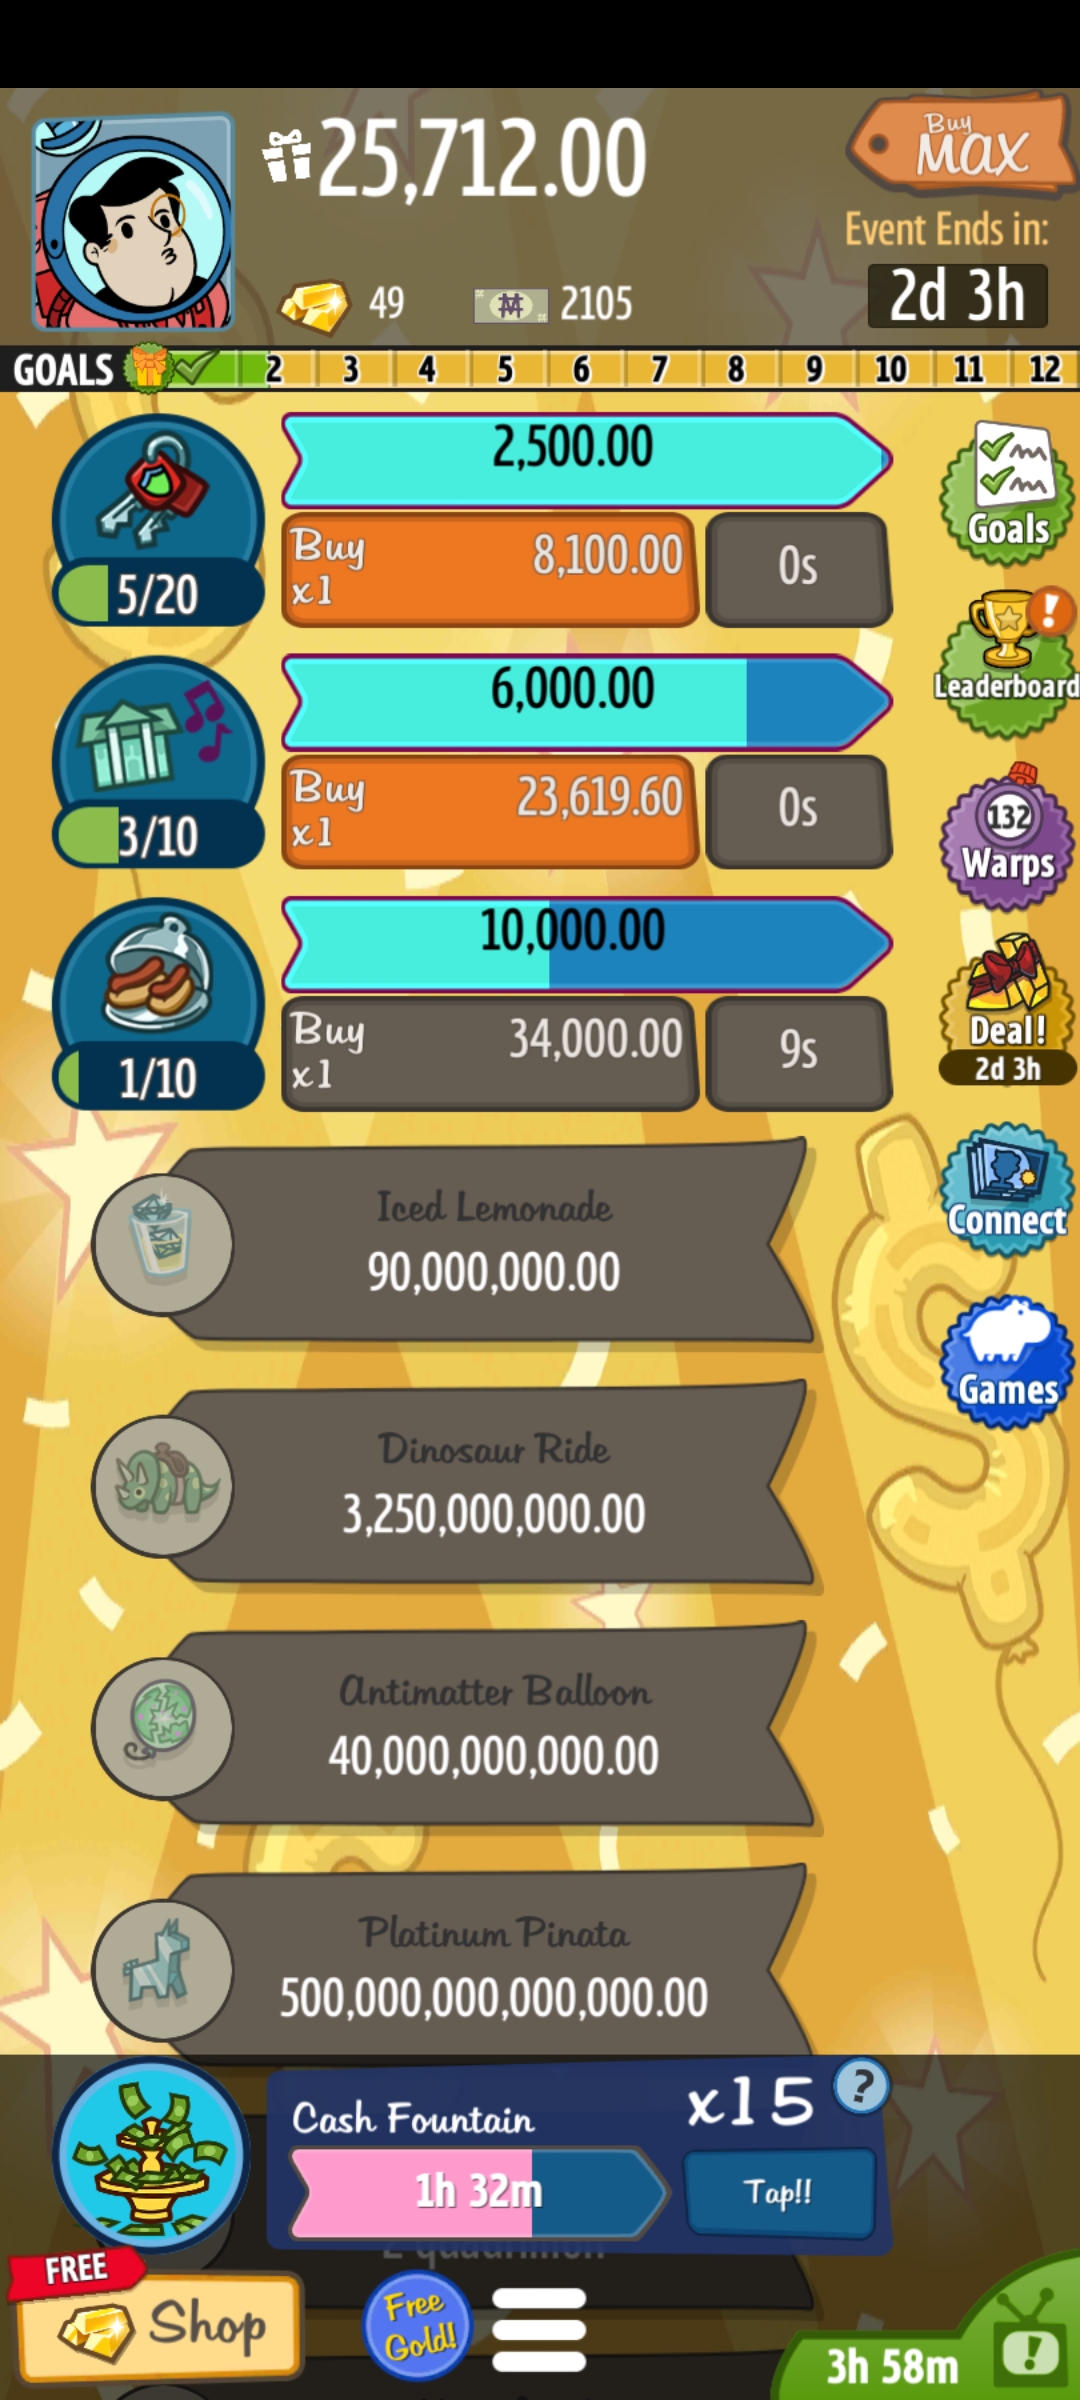 25,712.00
Buy
MAX
Event Ends in:
49
2105
2d 3h
GOALS 2 3 4 5 6 7 8 9 10 11 12
2,500.00
Goals
Buy
x1
8,100.00
0s
5/20
6,000.00
Leaderboard
Buy
x1
23,619.60
0s
3/10
132
Warps
10,000.00
Buy
x1
34,000.00
9s
1/10
Deal!
2d 3h
Iced Lemonade
90,000,000.00
Connect
Games
Dinosaur Ride
3,250,000,000.00
Antimatter Balloon
40,000,000,000.00
Platinum Pinata
500,000,000,000,000.00
Cash Fountain
x15
?
1h 32m
Tap!!
FREE
Shop
Free
Gold!
3h 58m